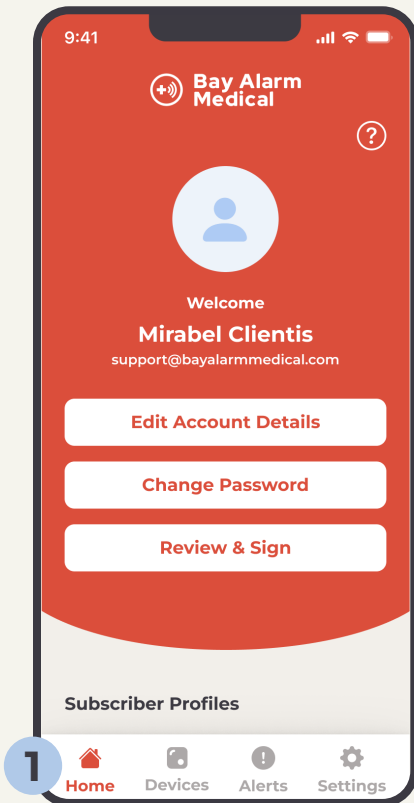 9:41
Bay Alarm
Medical
?
Welcome
Mirabel Clientis
support@bayalarmmedical.com
Edit Account Details
Change Password
Review & Sign
Subscriber Profiles
1
Home Devices Alerts Settings